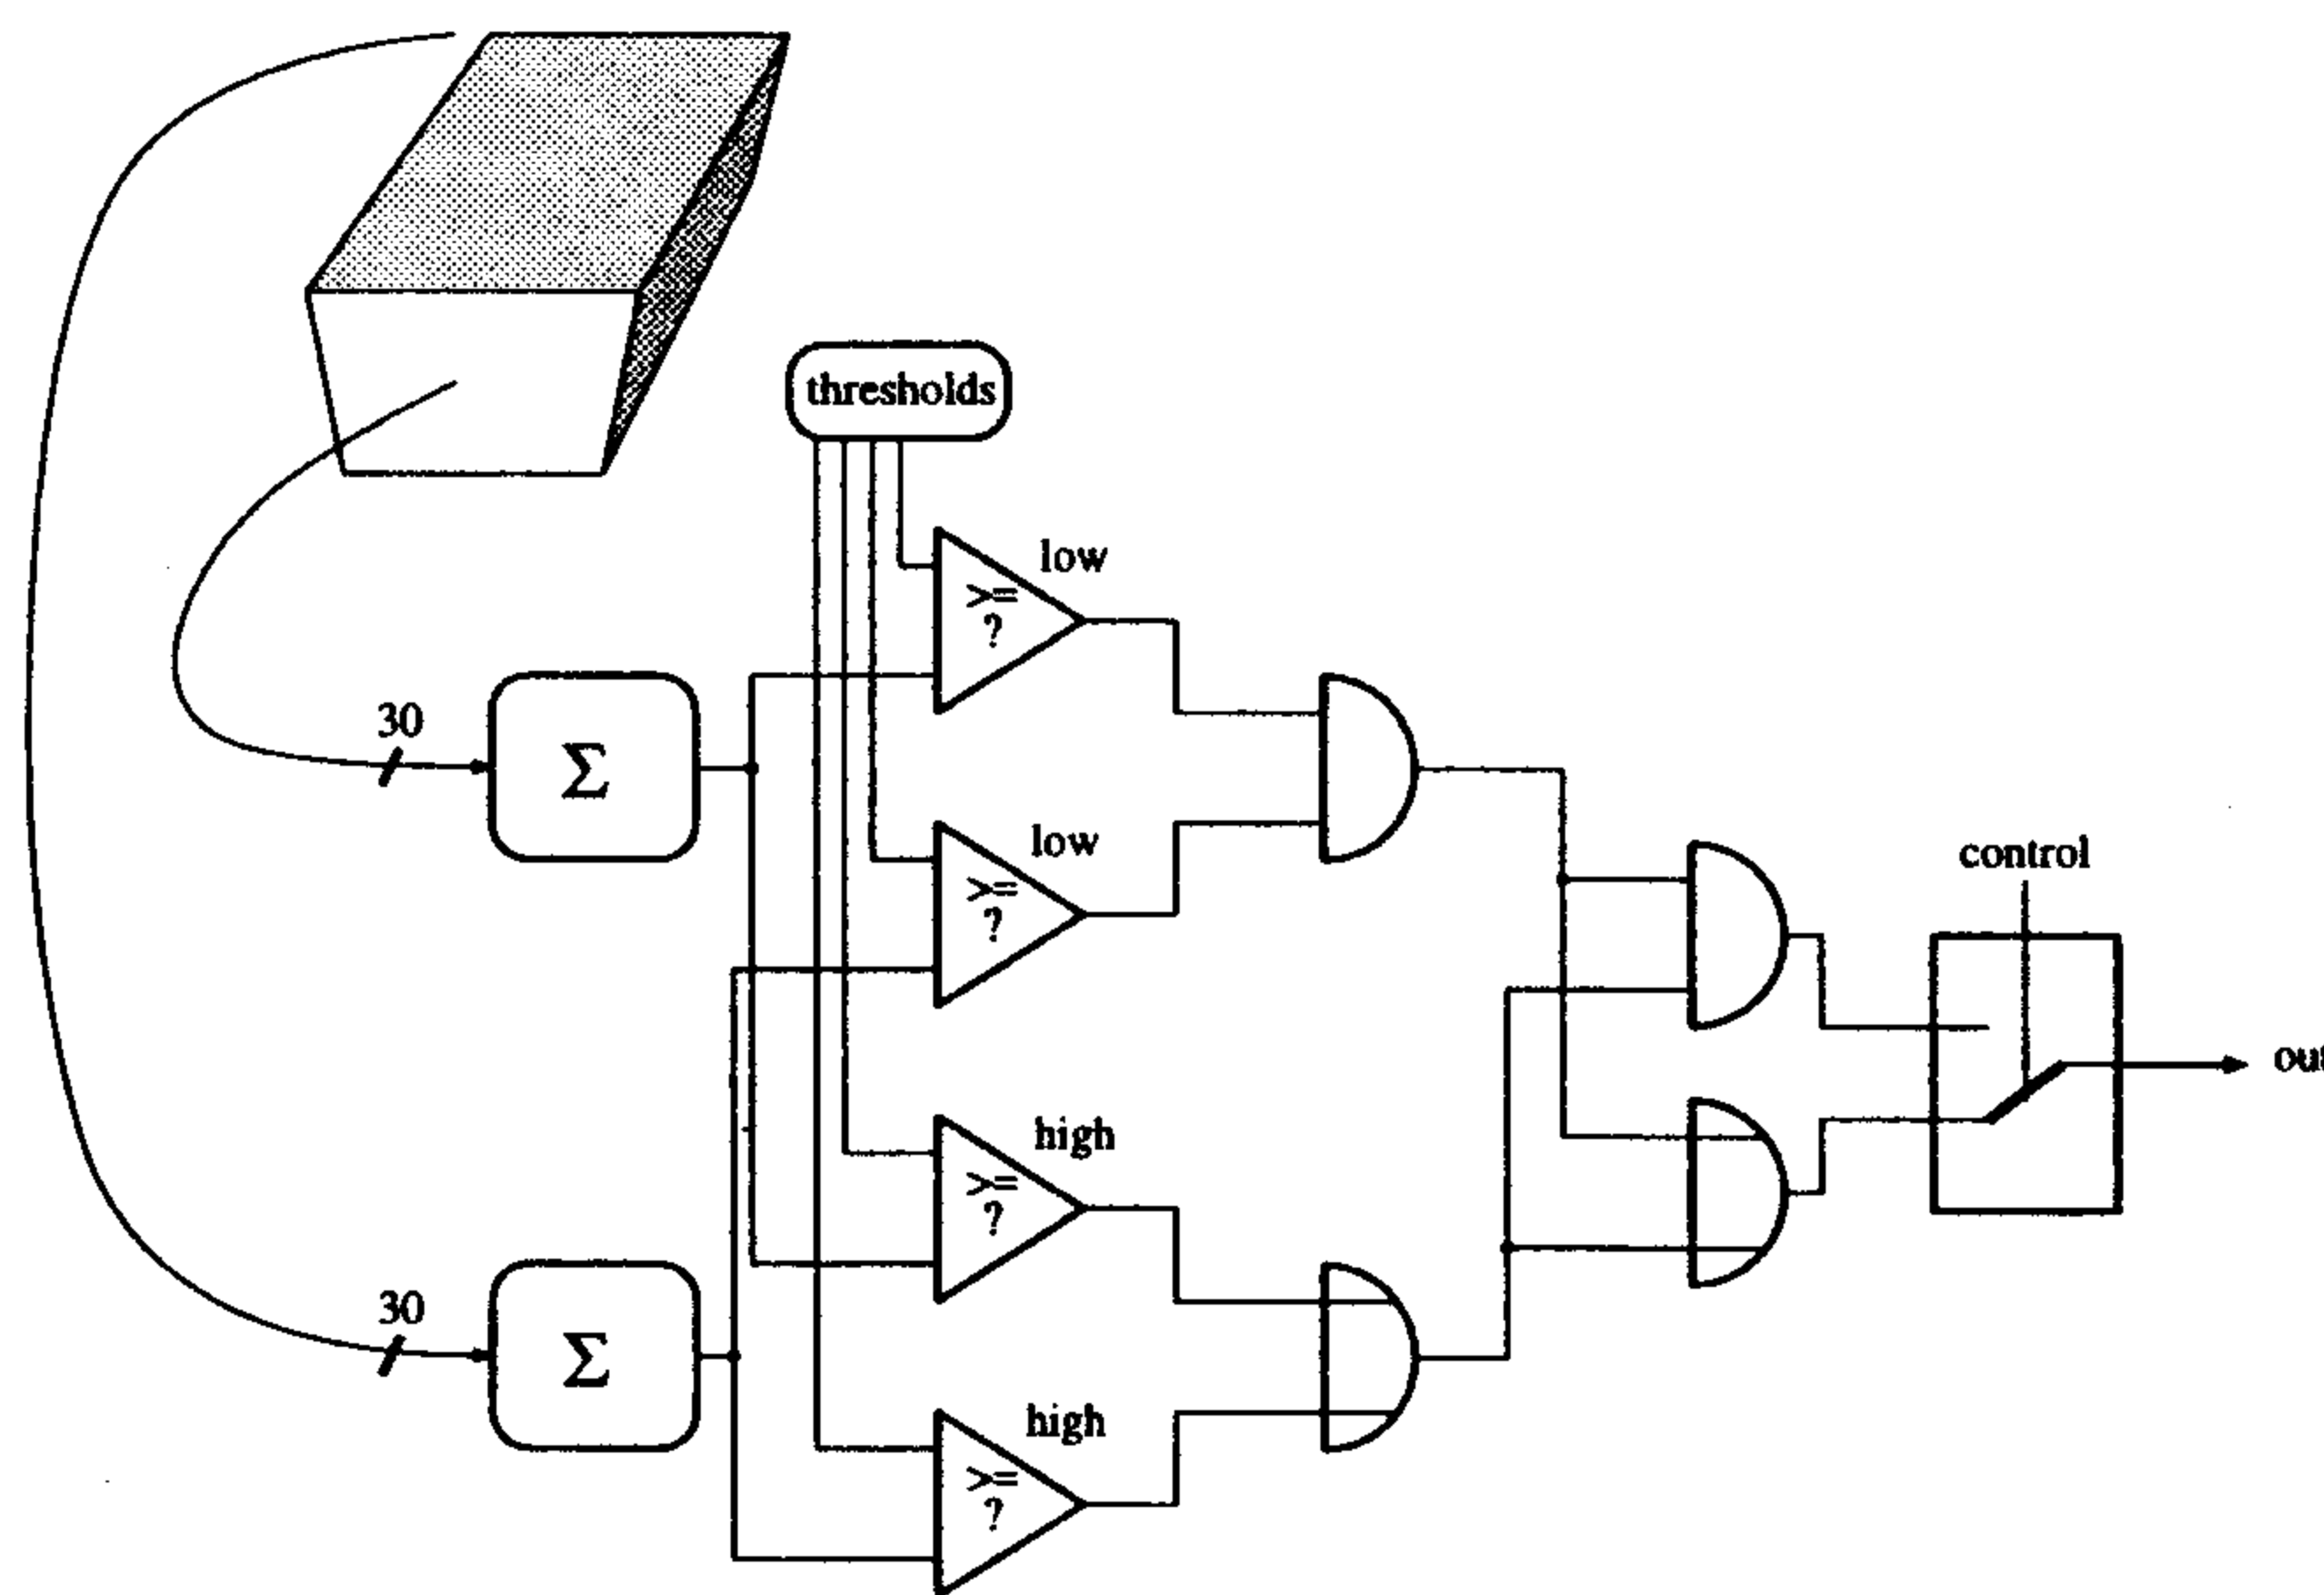 thresholds
low
>=
?
30
Σ
low
>=
?
control
out
high
>=
?
30
Σ
high
>=
?